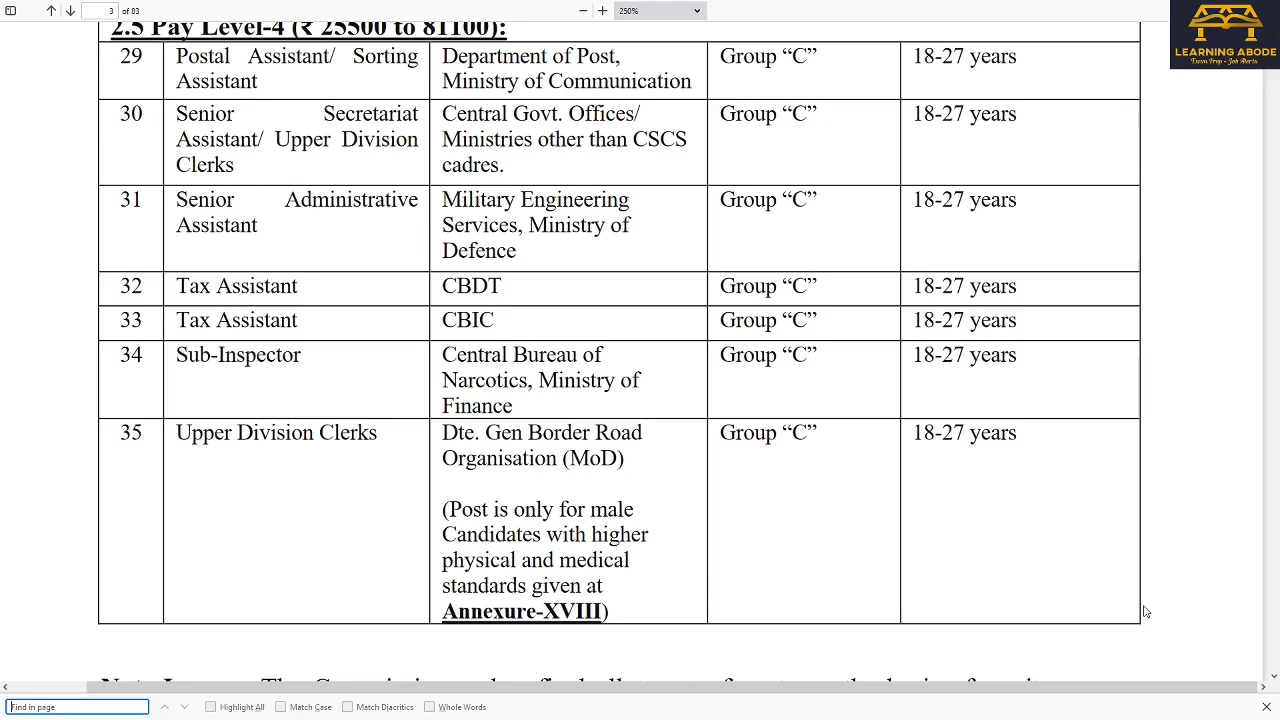 3 of 83
250%
LEARNING ABODE
Exam Prep - Job Alerts
2.5 Pay Level-4 (₹ 25500 to 81100):
29 Postal Assistant/ Sorting Department of Post, Group “C” 18-27 years
Assistant Ministry of Communication
30 Senior Secretariat Central Govt. Offices/ Group “C” 18-27 years
Assistant/ Upper Division Ministries other than CSCS
Clerks cadres.
31 Senior Administrative Military Engineering Group “C” 18-27 years
Assistant Services, Ministry of
Defence
32 Tax Assistant CBDT Group “C” 18-27 years
33 Tax Assistant CBIC Group “C” 18-27 years
34 Sub-Inspector Central Bureau of Group “C” 18-27 years
Narcotics, Ministry of
Finance
35 Upper Division Clerks Dte. Gen Border Road Group “C” 18-27 years
Organisation (MoD)
(Post is only for male
Candidates with higher
physical and medical
standards given at
Annexure-XVIII)
Find in page Highlight All Match Case Match Diacritics Whole Words